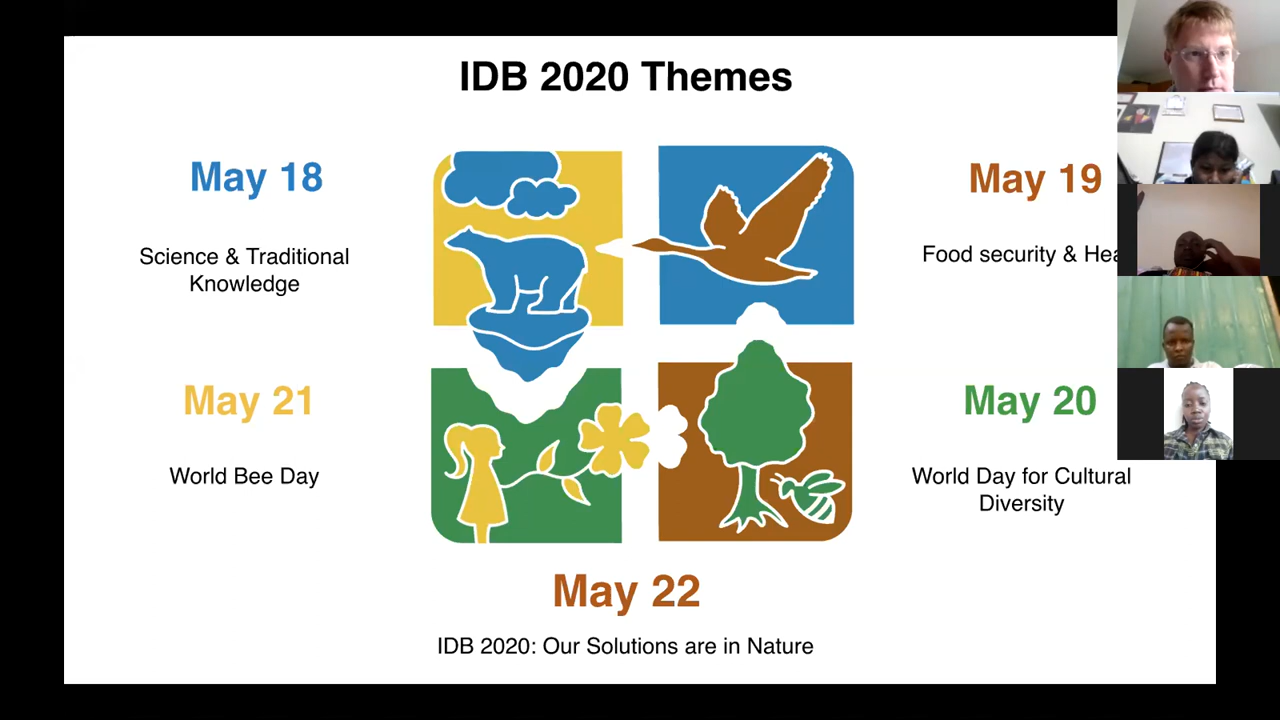 IDB 2020 Themes
May 18
Science & Traditional
Knowledge
May 19
Food security &
May 21
World Bee Day
May 20
World Day for Cultural
Diversity
May 22
IDB 2020: Our Solutions are in Nature